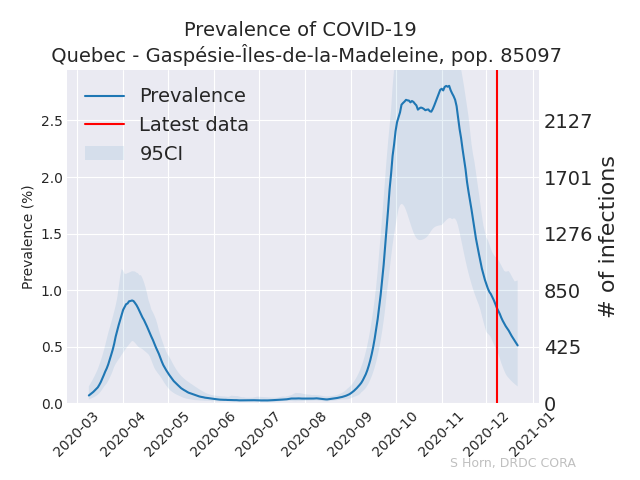 Prevalence of COVID-19
Quebec - Gaspésie-Îles-de-la-Madeleine, pop. 85097
Prevalence
Latest data
95CI
Prevalence (%)
2.5
2.0
1.5
1.0
0.5
0.0
2127
1701
1276
850
425
0
# of infections
2020-03
2020-04
2020-05
2020-06
2020-07
2020-08
2020-09
2020-10
2020-11
2020-12
2021-01
S Horn, DRDC CORA